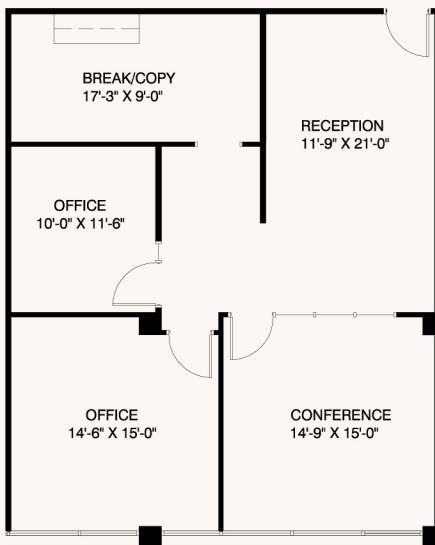 BREAK/COPY
17'-3" X 9'-0"
RECEPTION
11'-9" X 21'-0"
OFFICE
10'-0" X 11'-6"
OFFICE
14'-6" X 15'-0"
CONFERENCE
14'-9" X 15'-0"